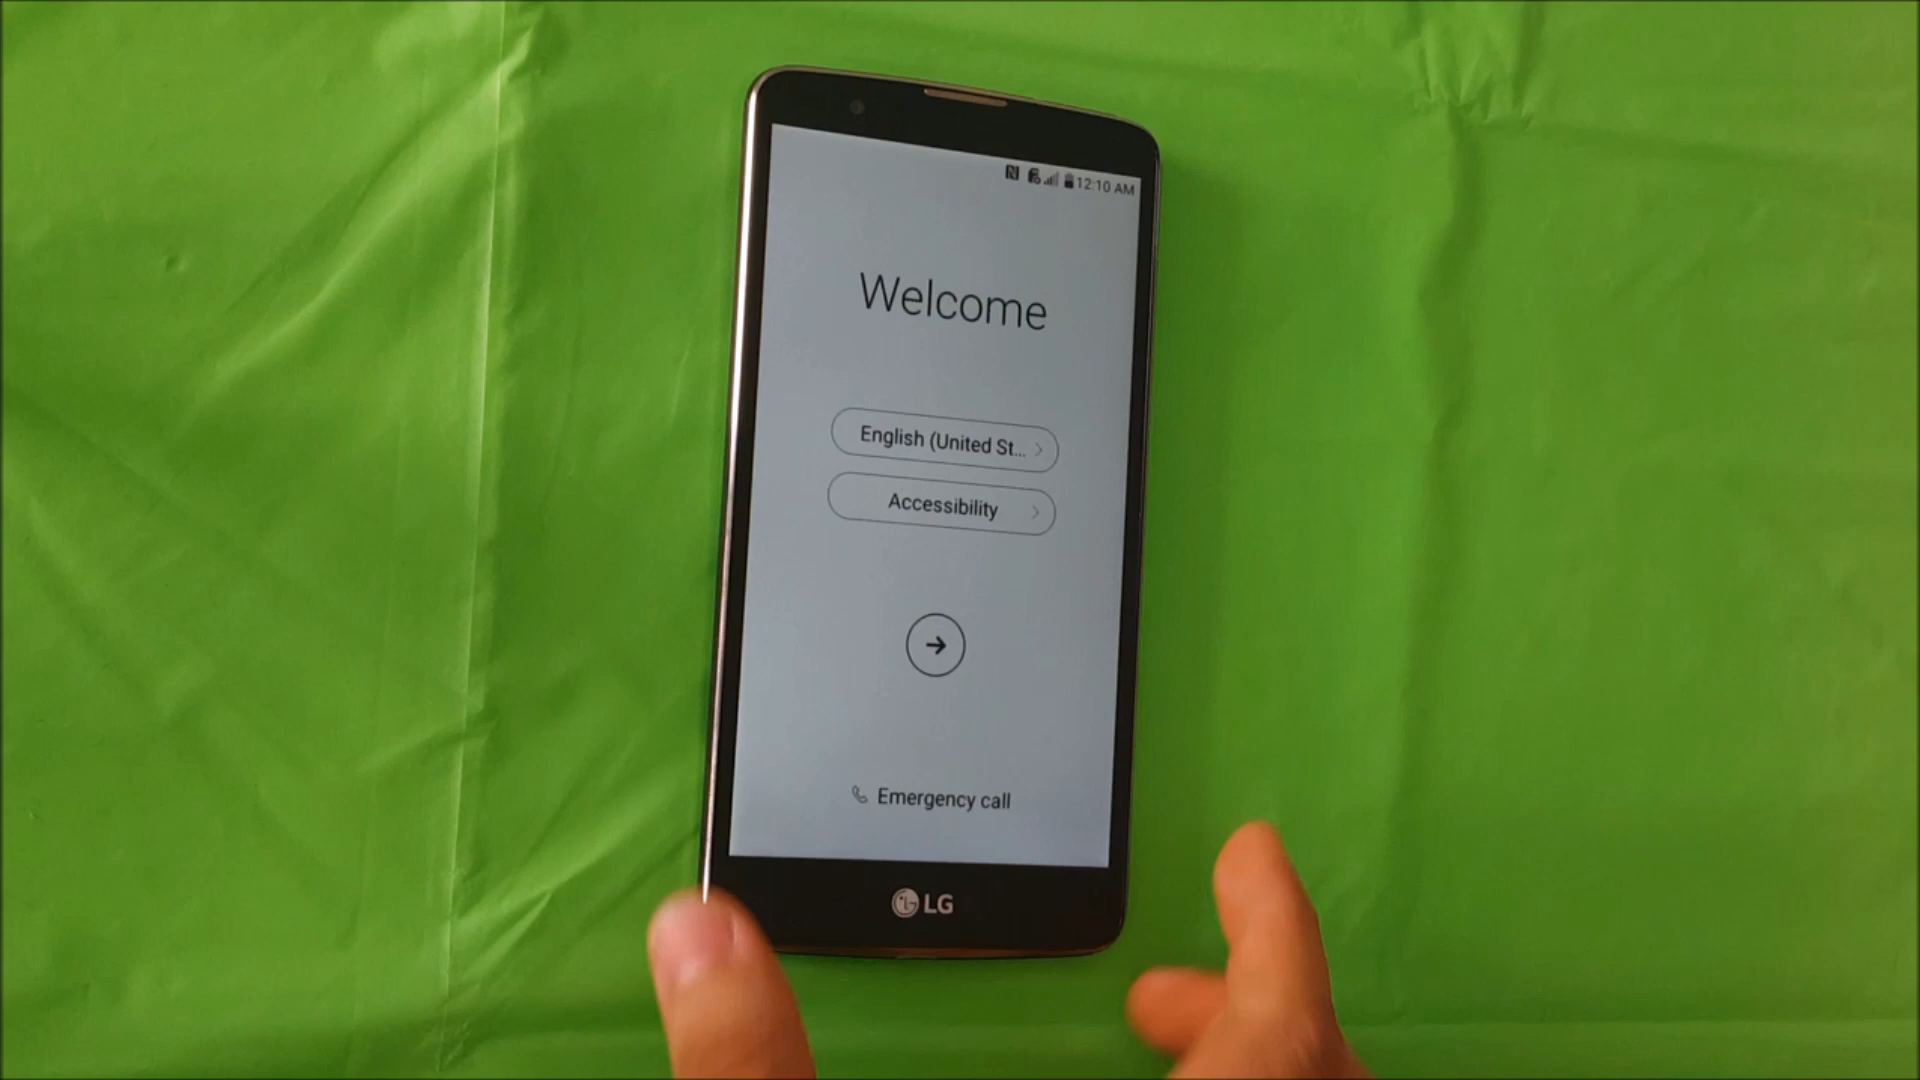 12:10 AM
Welcome
English (United St...
Accessibility
Emergency call
LG